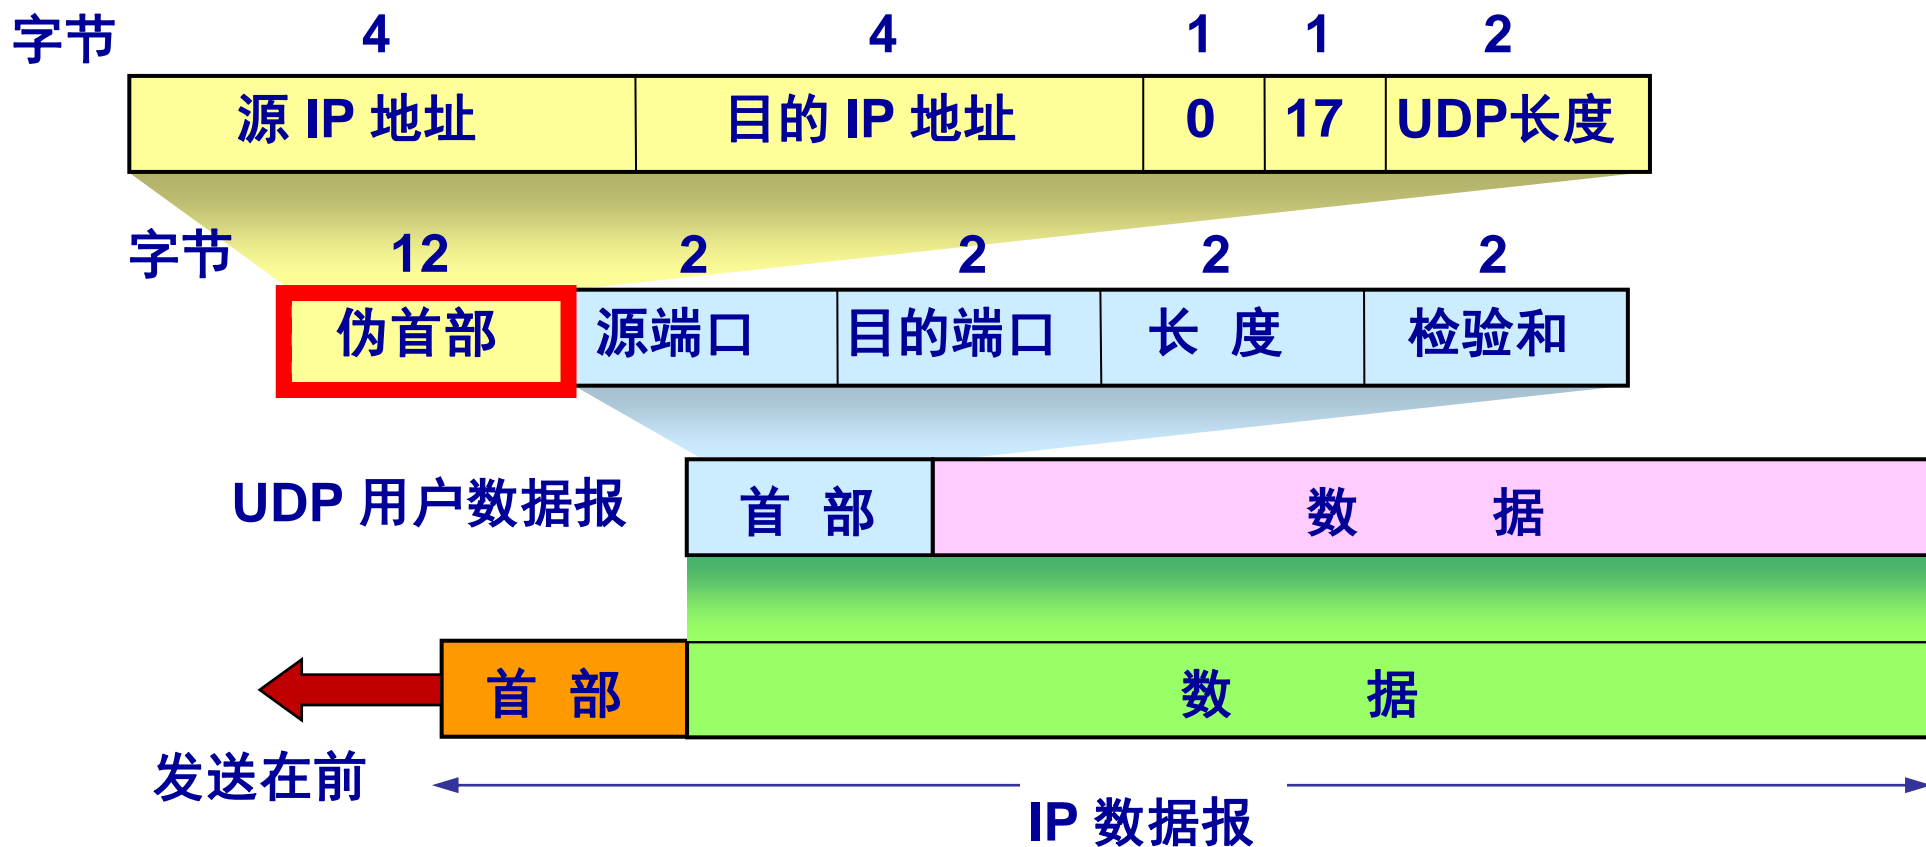 字节 4 4 1 1 2
源 IP 地址 目的 IP 地址 0 17 UDP长度
字节 12 2 2 2 2
伪首部 源端口 目的端口 长 度 检验和
UDP 用户数据报 首 部 数 据
首 部 数 据
发送在前
IP 数据报